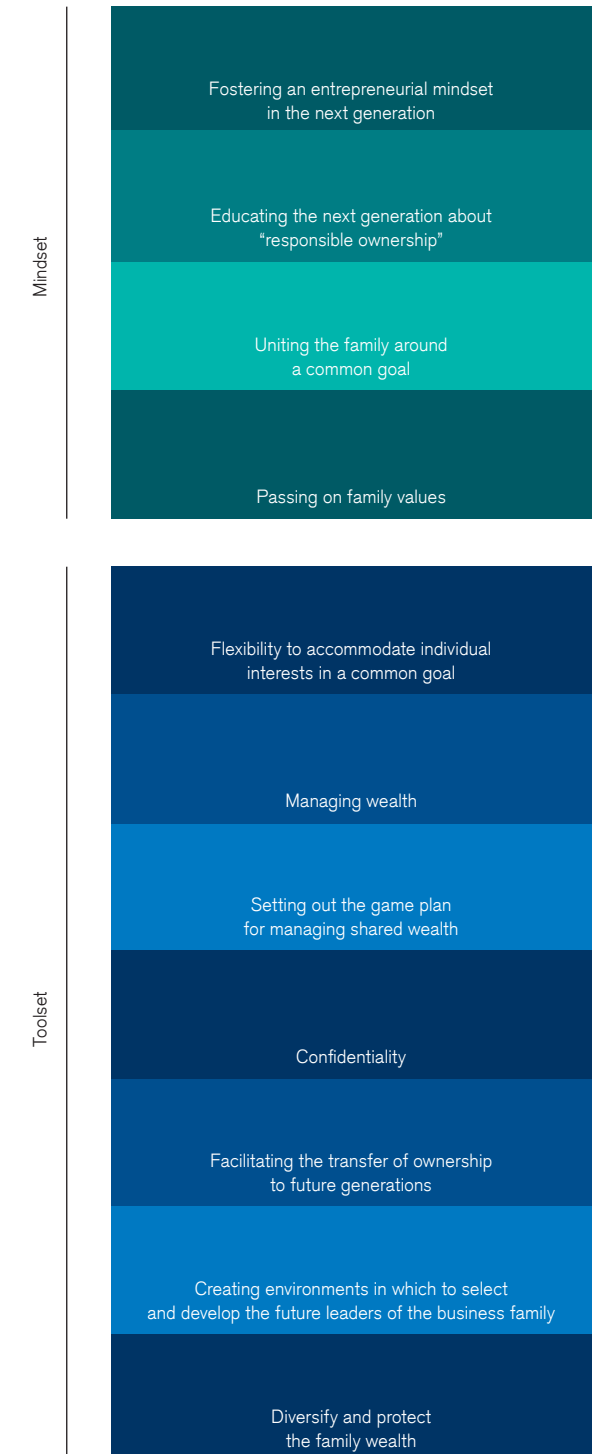 Mindset
Fostering an entrepreneurial mindset
in the next generation
Educating the next generation about
“responsible ownership”
Uniting the family around
a common goal
Passing on family values
Toolset
Flexibility to accommodate individual
interests in a common goal
Managing wealth
Setting out the game plan
for managing shared wealth
Confidentiality
Facilitating the transfer of ownership
to future generations
Creating environments in which to select
and develop the future leaders of the business family
Diversify and protect
the family wealth